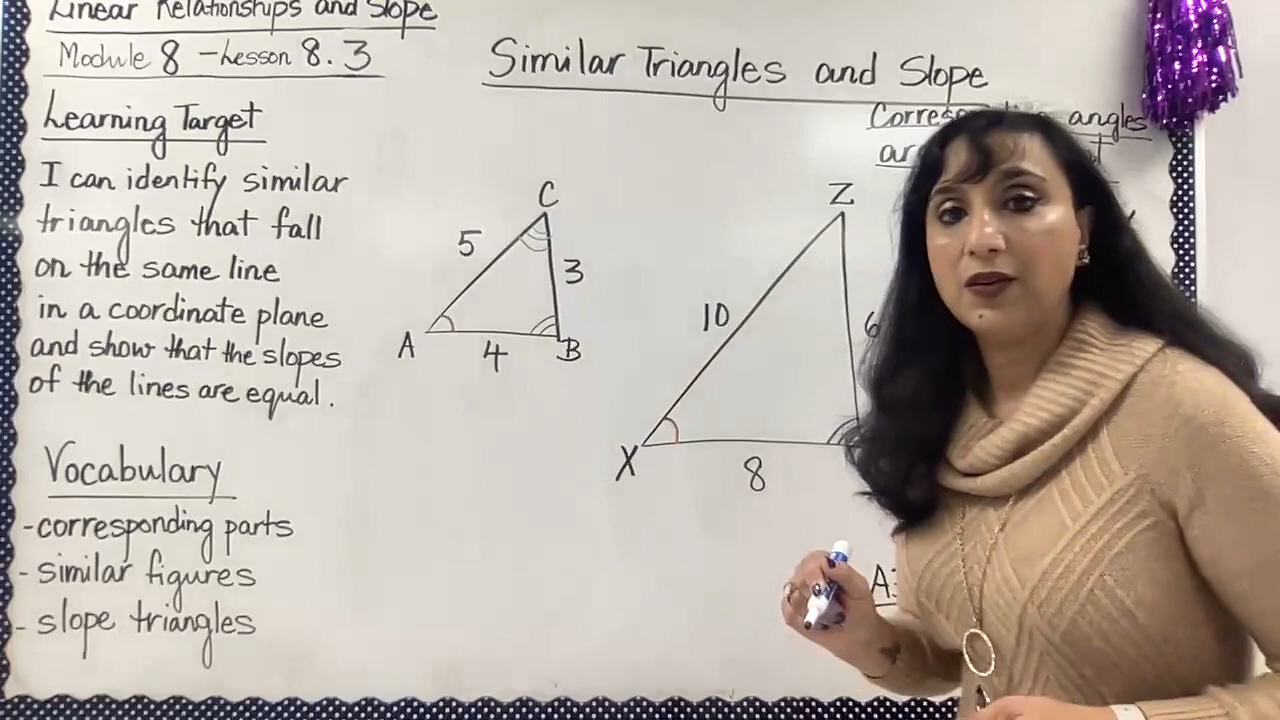 Linear Relationships and Slope
Module 8 - Lesson 8.3
Similar Triangles and Slope
Learning Target
I can identify similar
triangles that fall
on the same line
in a coordinate plane
and show that the slopes
of the lines are equal.
Vocabulary
- corresponding parts
- similar figures
- slope triangles
C
5
3
A
4
B
Z
10
6
X
8
angles